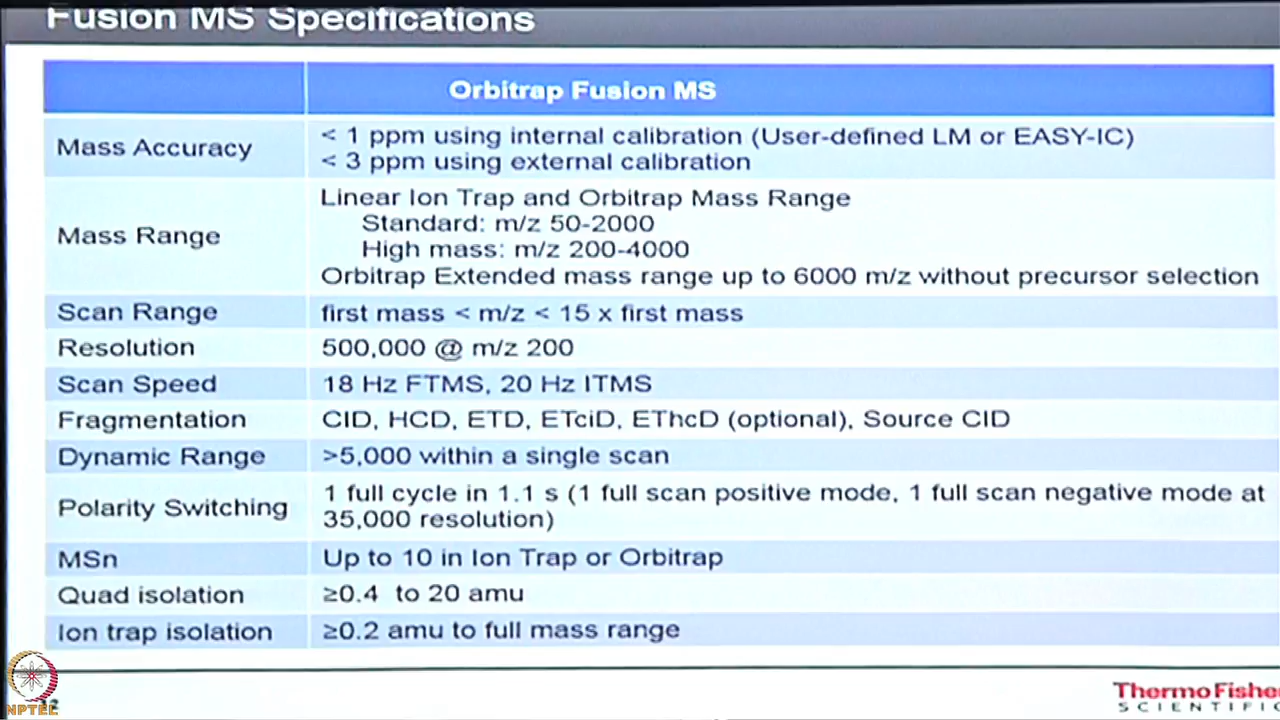 Fusion MS Specifications
Orbitrap Fusion MS
Mass Accuracy
< 1 ppm using internal calibration (User-defined LM or EASY-IC)
< 3 ppm using external calibration
Mass Range
Linear Ion Trap and Orbitrap Mass Range
Standard: m/z 50-2000
High mass: m/z 200-4000
Orbitrap Extended mass range up to 6000 m/z without precursor selection
Scan Range
first mass < m/z < 15 x first mass
Resolution
500,000 @ m/z 200
Scan Speed
18 Hz FTMS, 20 Hz ITMS
Fragmentation
CID, HCD, ETD, ETciD, EThcD (optional), Source CID
Dynamic Range
>5,000 within a single scan
Polarity Switching
1 full cycle in 1.1 s (1 full scan positive mode, 1 full scan negative mode at
35,000 resolution)
MSn
Up to 10 in Ion Trap or Orbitrap
Quad isolation
≥0.4 to 20 amu
Ion trap isolation
≥0.2 amu to full mass range
NPTEL
Thermo Fishe
SCIENTIFI